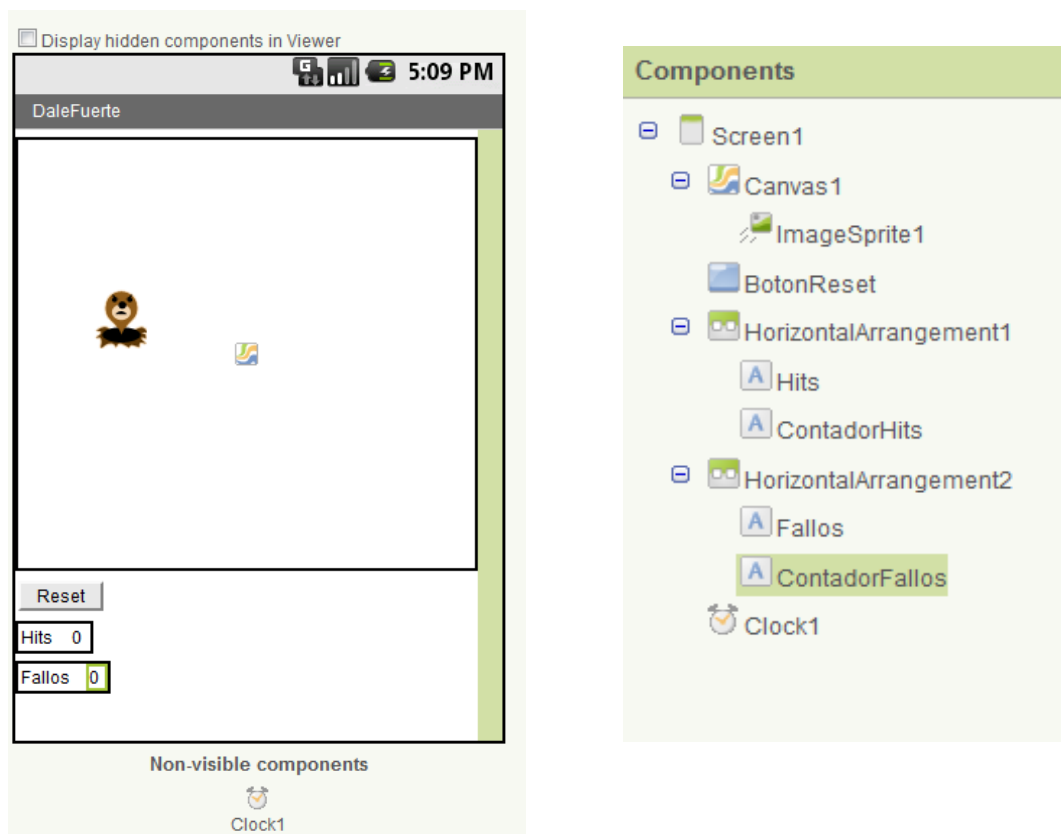 Display hidden components in Viewer
5:09 PM
DaleFuerte
Reset
Hits 0
Fallos 0
Non-visible components
Clock1
Components
Screen1
Canvas1
ImageSprite1
BotonReset
HorizontalArrangement1
A Hits
A ContadorHits
HorizontalArrangement2
A Fallos
A ContadorFallos
Clock1